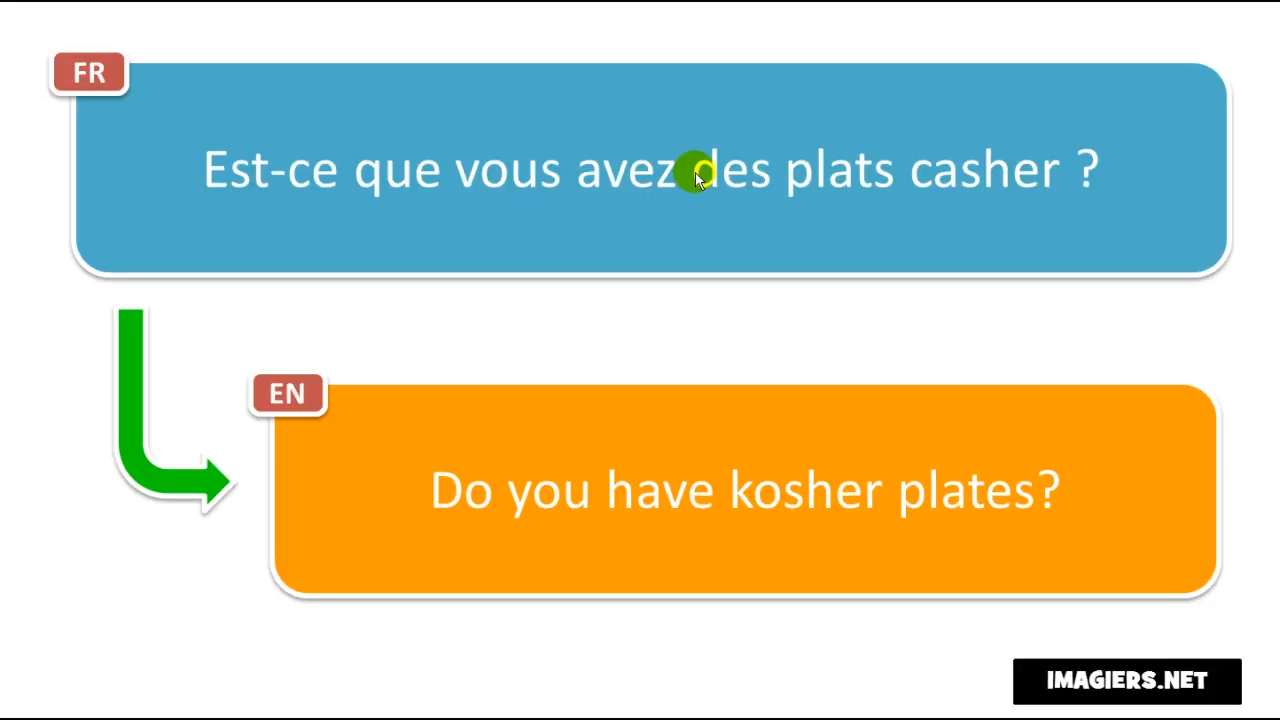 FR
Est-ce que vous avez des plats casher ?
EN
Do you have kosher plates?
IMAGIERS.NET